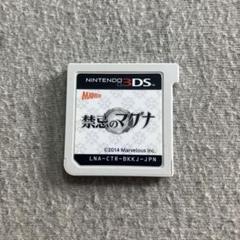 NINTENDO 3DS
Marvelous!
禁忌のマグナ
©2014 Marvelous Inc.
LNA-CTR-BKKJ-JPN